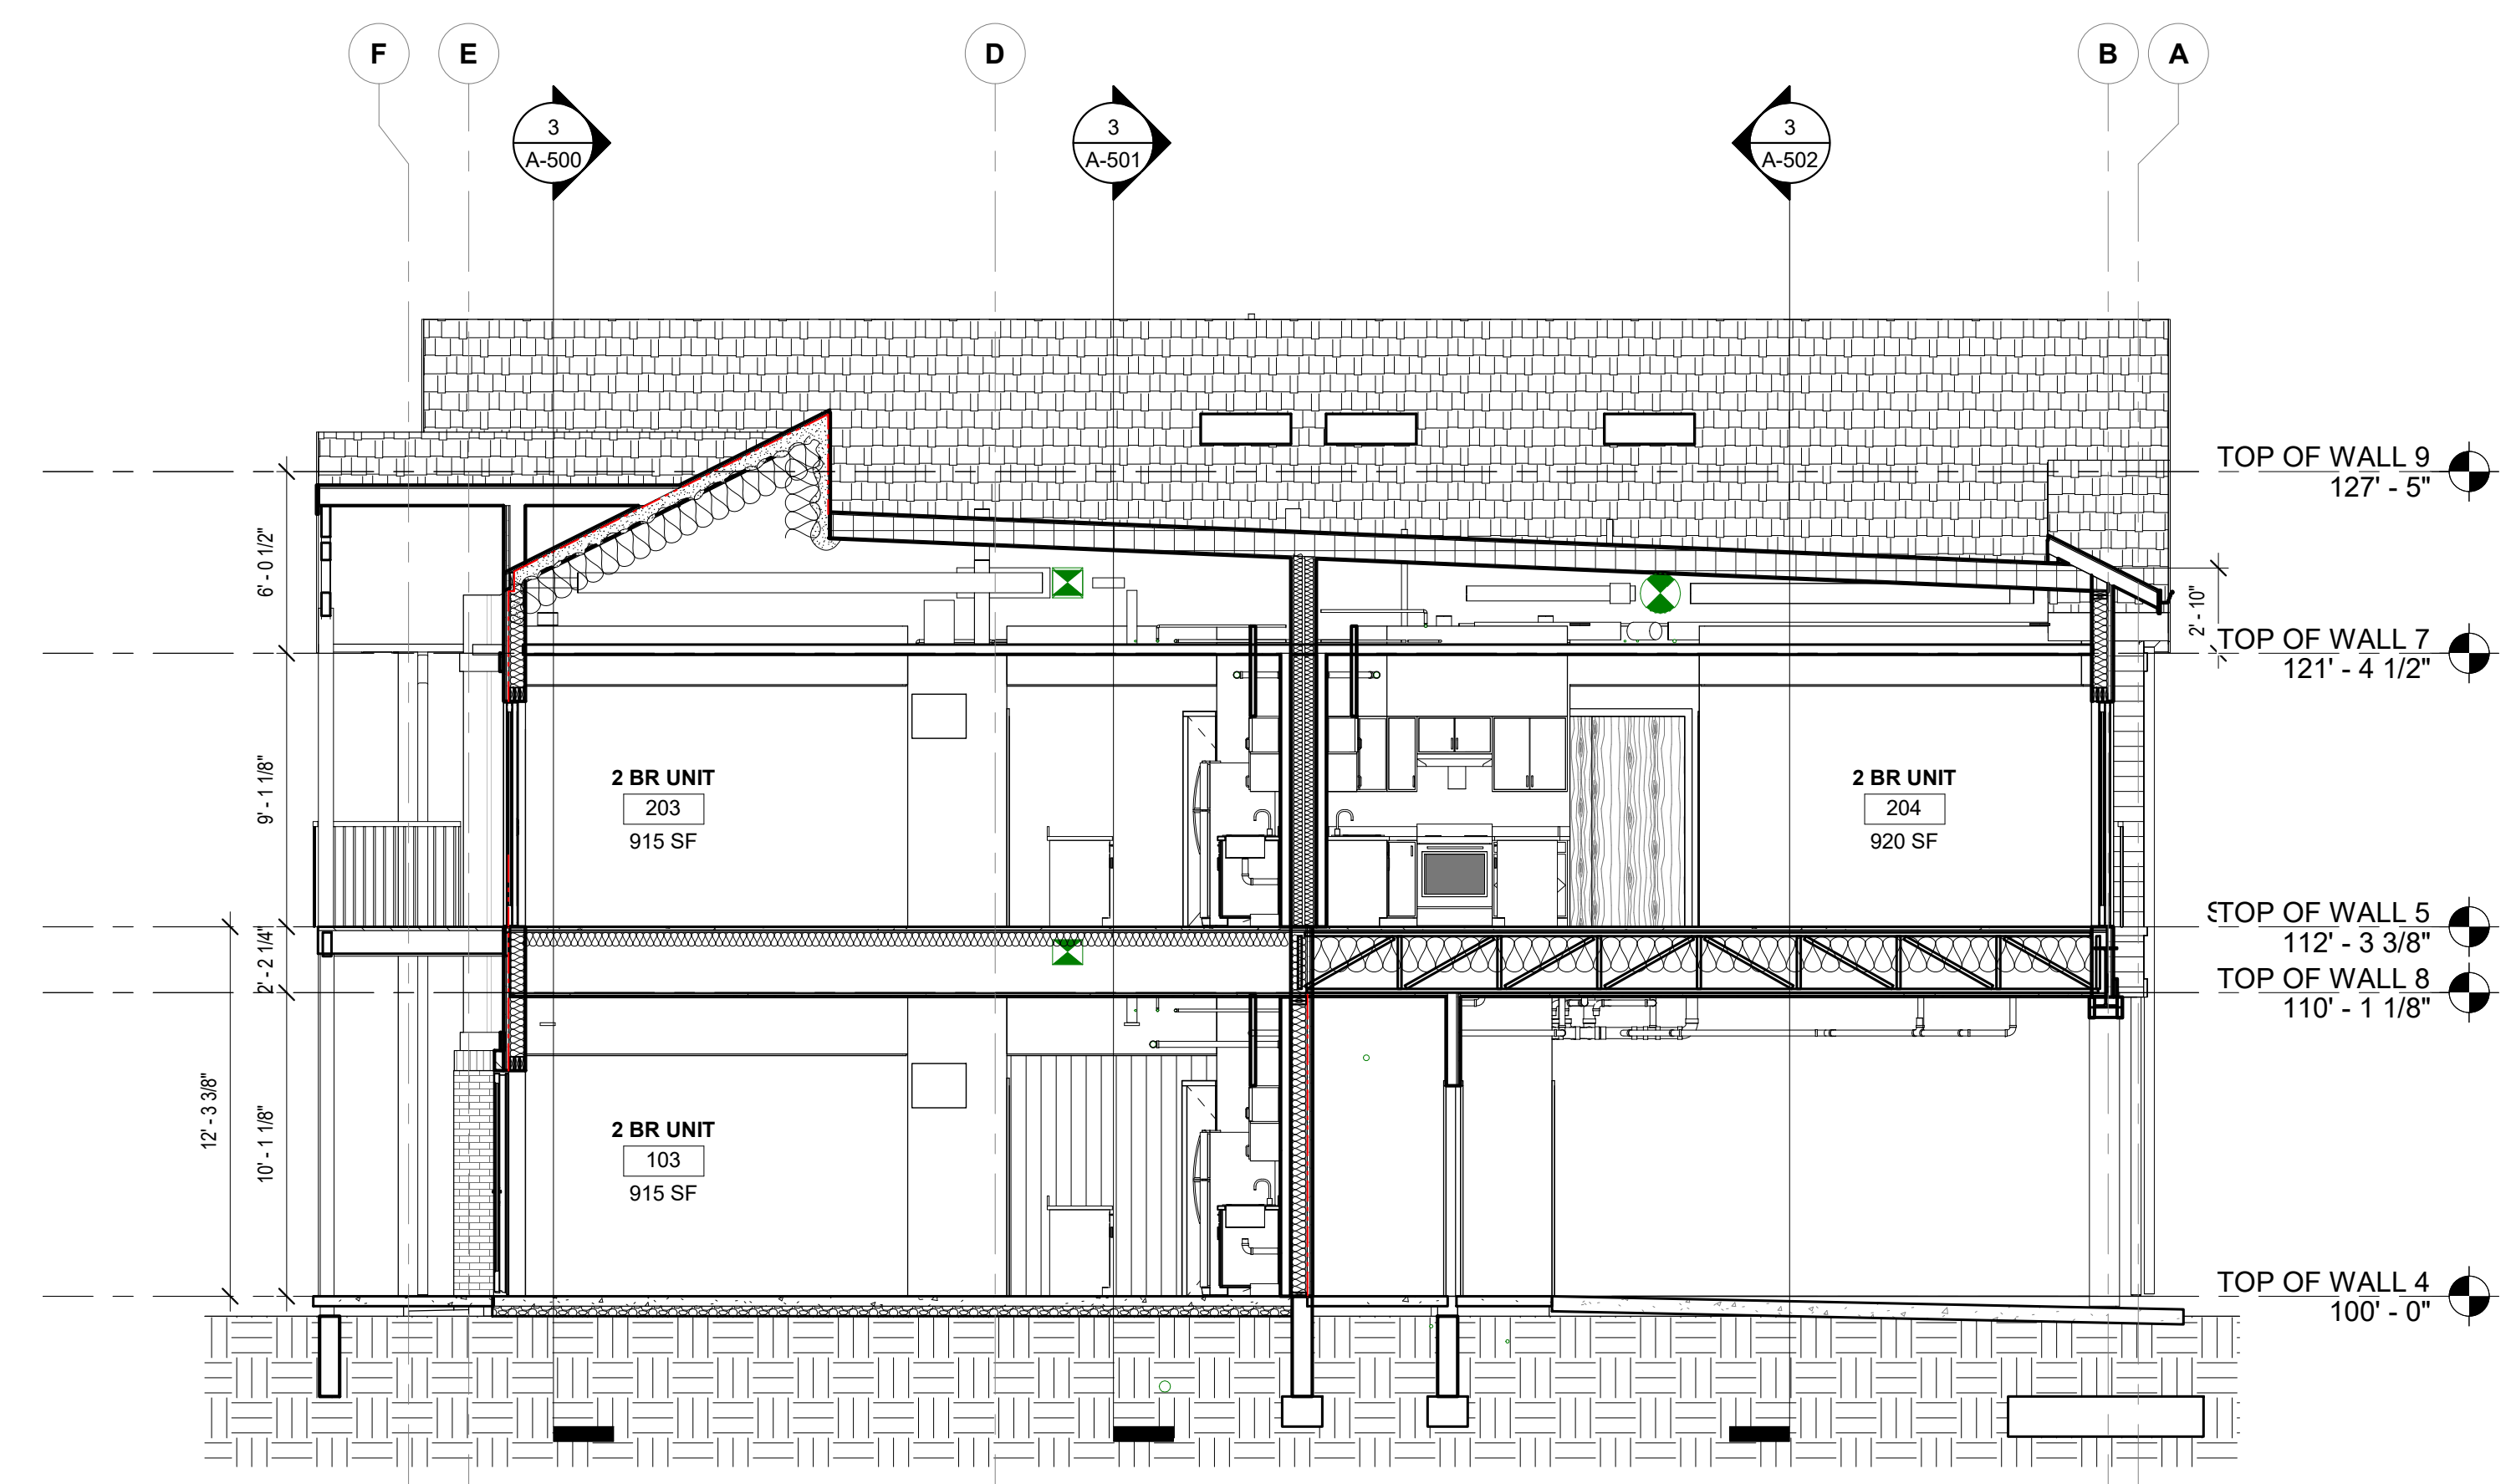 F
E
D
B
A
3
A-500
3
A-501
3
A-502
TOP OF WALL 9
127' - 5"
6' - 0 1/2"
2' - 10"
TOP OF WALL 7
121' - 4 1/2"
9' - 1 1/8"
2 BR UNIT
203
915 SF
2 BR UNIT
204
920 SF
TOP OF WALL 5
112' - 3 3/8"
2' - 2 1/4"
TOP OF WALL 8
110' - 1 1/8"
12' - 3 3/8"
10' - 1 1/8"
2 BR UNIT
103
915 SF
TOP OF WALL 4
100' - 0"